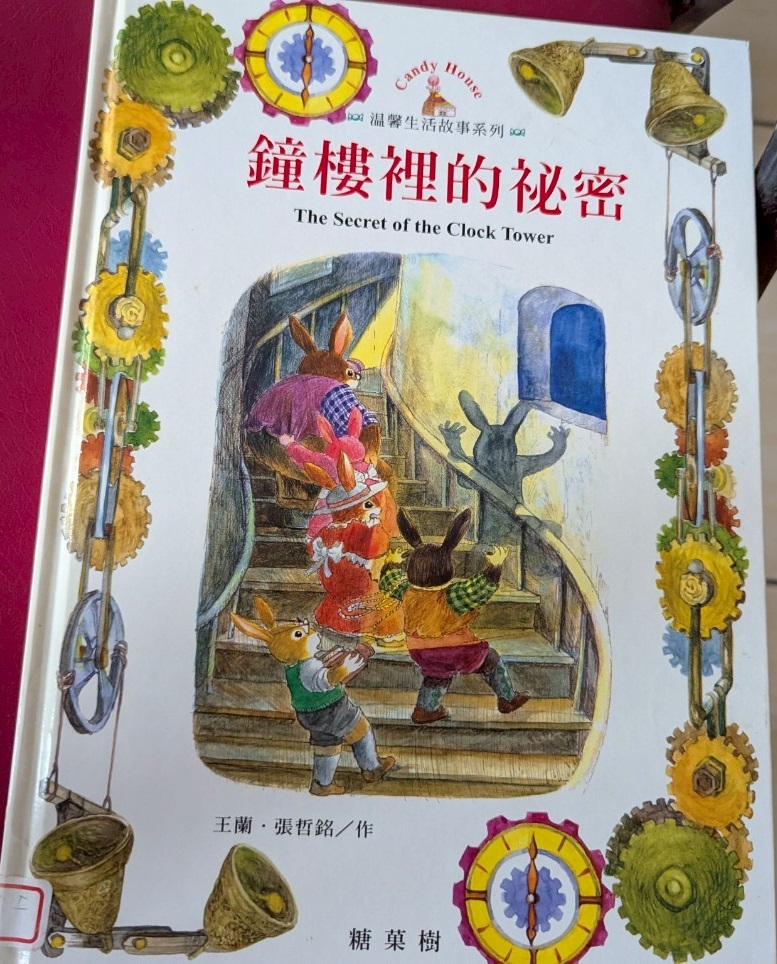 Candy House
温馨生活故事系列
鐘樓裡的祕密
The Secret of the Clock Tower
王蘭·張哲銘／作
糖菓樹